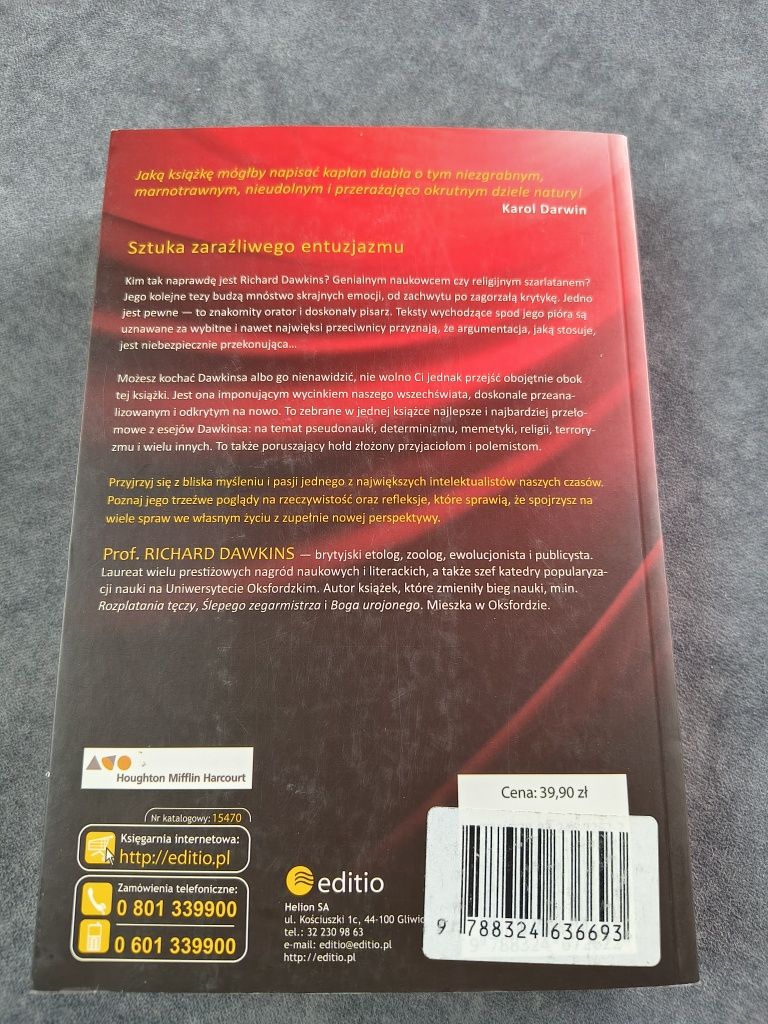 Jaką książkę mógłby napisać kapłan diabła o tym niezgrabnym,
marnotrawnym, nieudolnym i przerażająco okrutnym dziele natury!
Karol Darwin
Sztuka zaraźliwego entuzjazmu
Kim tak naprawdę jest Richard Dawkins? Genialnym naukowcem czy religijnym szarlatanem?
Jego kolejne tezy budzą mnóstwo skrajnych emocji, od zachwytu po zagorzałą krytykę. Jedno
jest pewne — to znakomity orator i doskonały pisarz. Teksty wychodzące spod jego pióra są
uznawane za wybitne i nawet najwięksi przeciwnicy przyznają, że argumentacja, jaką stosuje,
jest niebezpiecznie przekonująca...
Możesz kochać Dawkinsa albo go nienawidzić, nie wolno Ci jednak przejść obojętnie obok
tej książki. Jest ona imponującym wycinkiem naszego wszechświata, doskonale przeana-
lizowanym i odkrytym na nowo. To zebrane w jednej książce najlepsze i najbardziej przeło-
mowe z esejów Dawkinsa: na temat pseudonauki, determinizmu, memetyki, religii, terrory-
zmu i wielu innych. To także poruszający hołd złożony przyjaciołom i polemistom.
Przyjrzyj się z bliska myśleniu i pasji jednego z największych intelektualistów naszych czasów.
Poznaj jego trzeźwe poglądy na rzeczywistość oraz refleksje, które sprawią, że spojrzysz na
wiele spraw we własnym życiu z zupełnie nowej perspektywy.
Prof. RICHARD DAWKINS — brytyjski etolog, zoolog, ewolucjonista i publicysta.
Laureat wielu prestiżowych nagród naukowych i literackich, a także szef katedry popularyza-
cji nauki na Uniwersytecie Oksfordzkim. Autor książek, które zmieniły bieg nauki, m.in.
Rozplatania tęczy, Ślepego zegarmistrza i Boga urojonego. Mieszka w Oksfordzie.
Houghton Mifflin Harcourt
Nr katalogowy: 15470
Księgarnia internetowa:
http://editio.pl
Zamówienia telefoniczne:
0 801 339900
0 601 339900
editio
Helion SA
ul. Kościuszki 1c, 44-100 Gliwic
tel.: 32 230 98 63
e-mail: editio@editio.pl
http://editio.pl
Cena: 39,90 zł
9 788324 636693